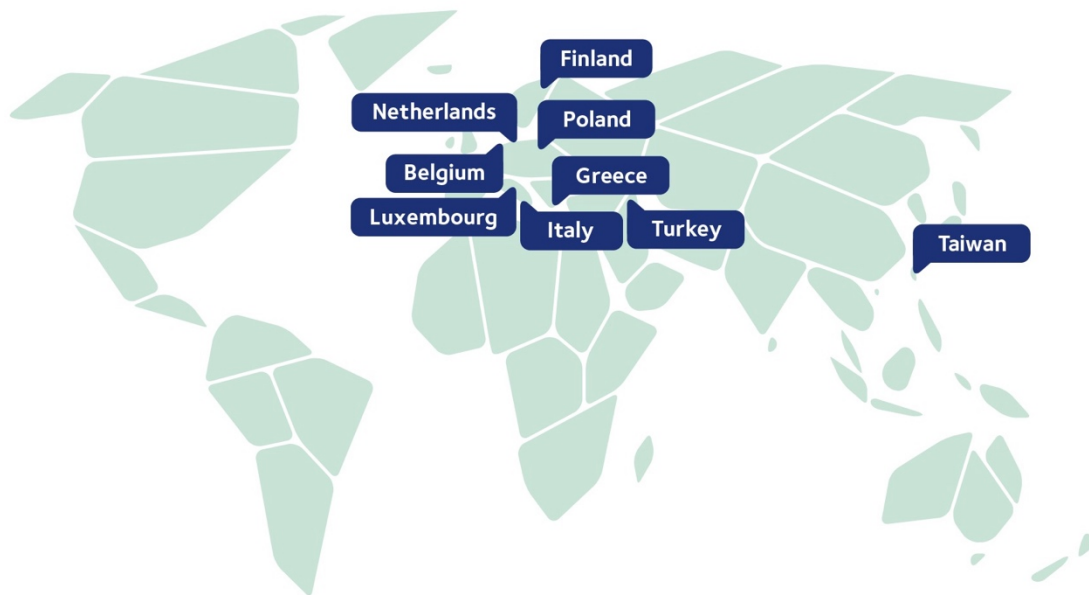 Finland
Netherlands
Poland
Belgium
Greece
Luxembourg
Italy
Turkey
Taiwan